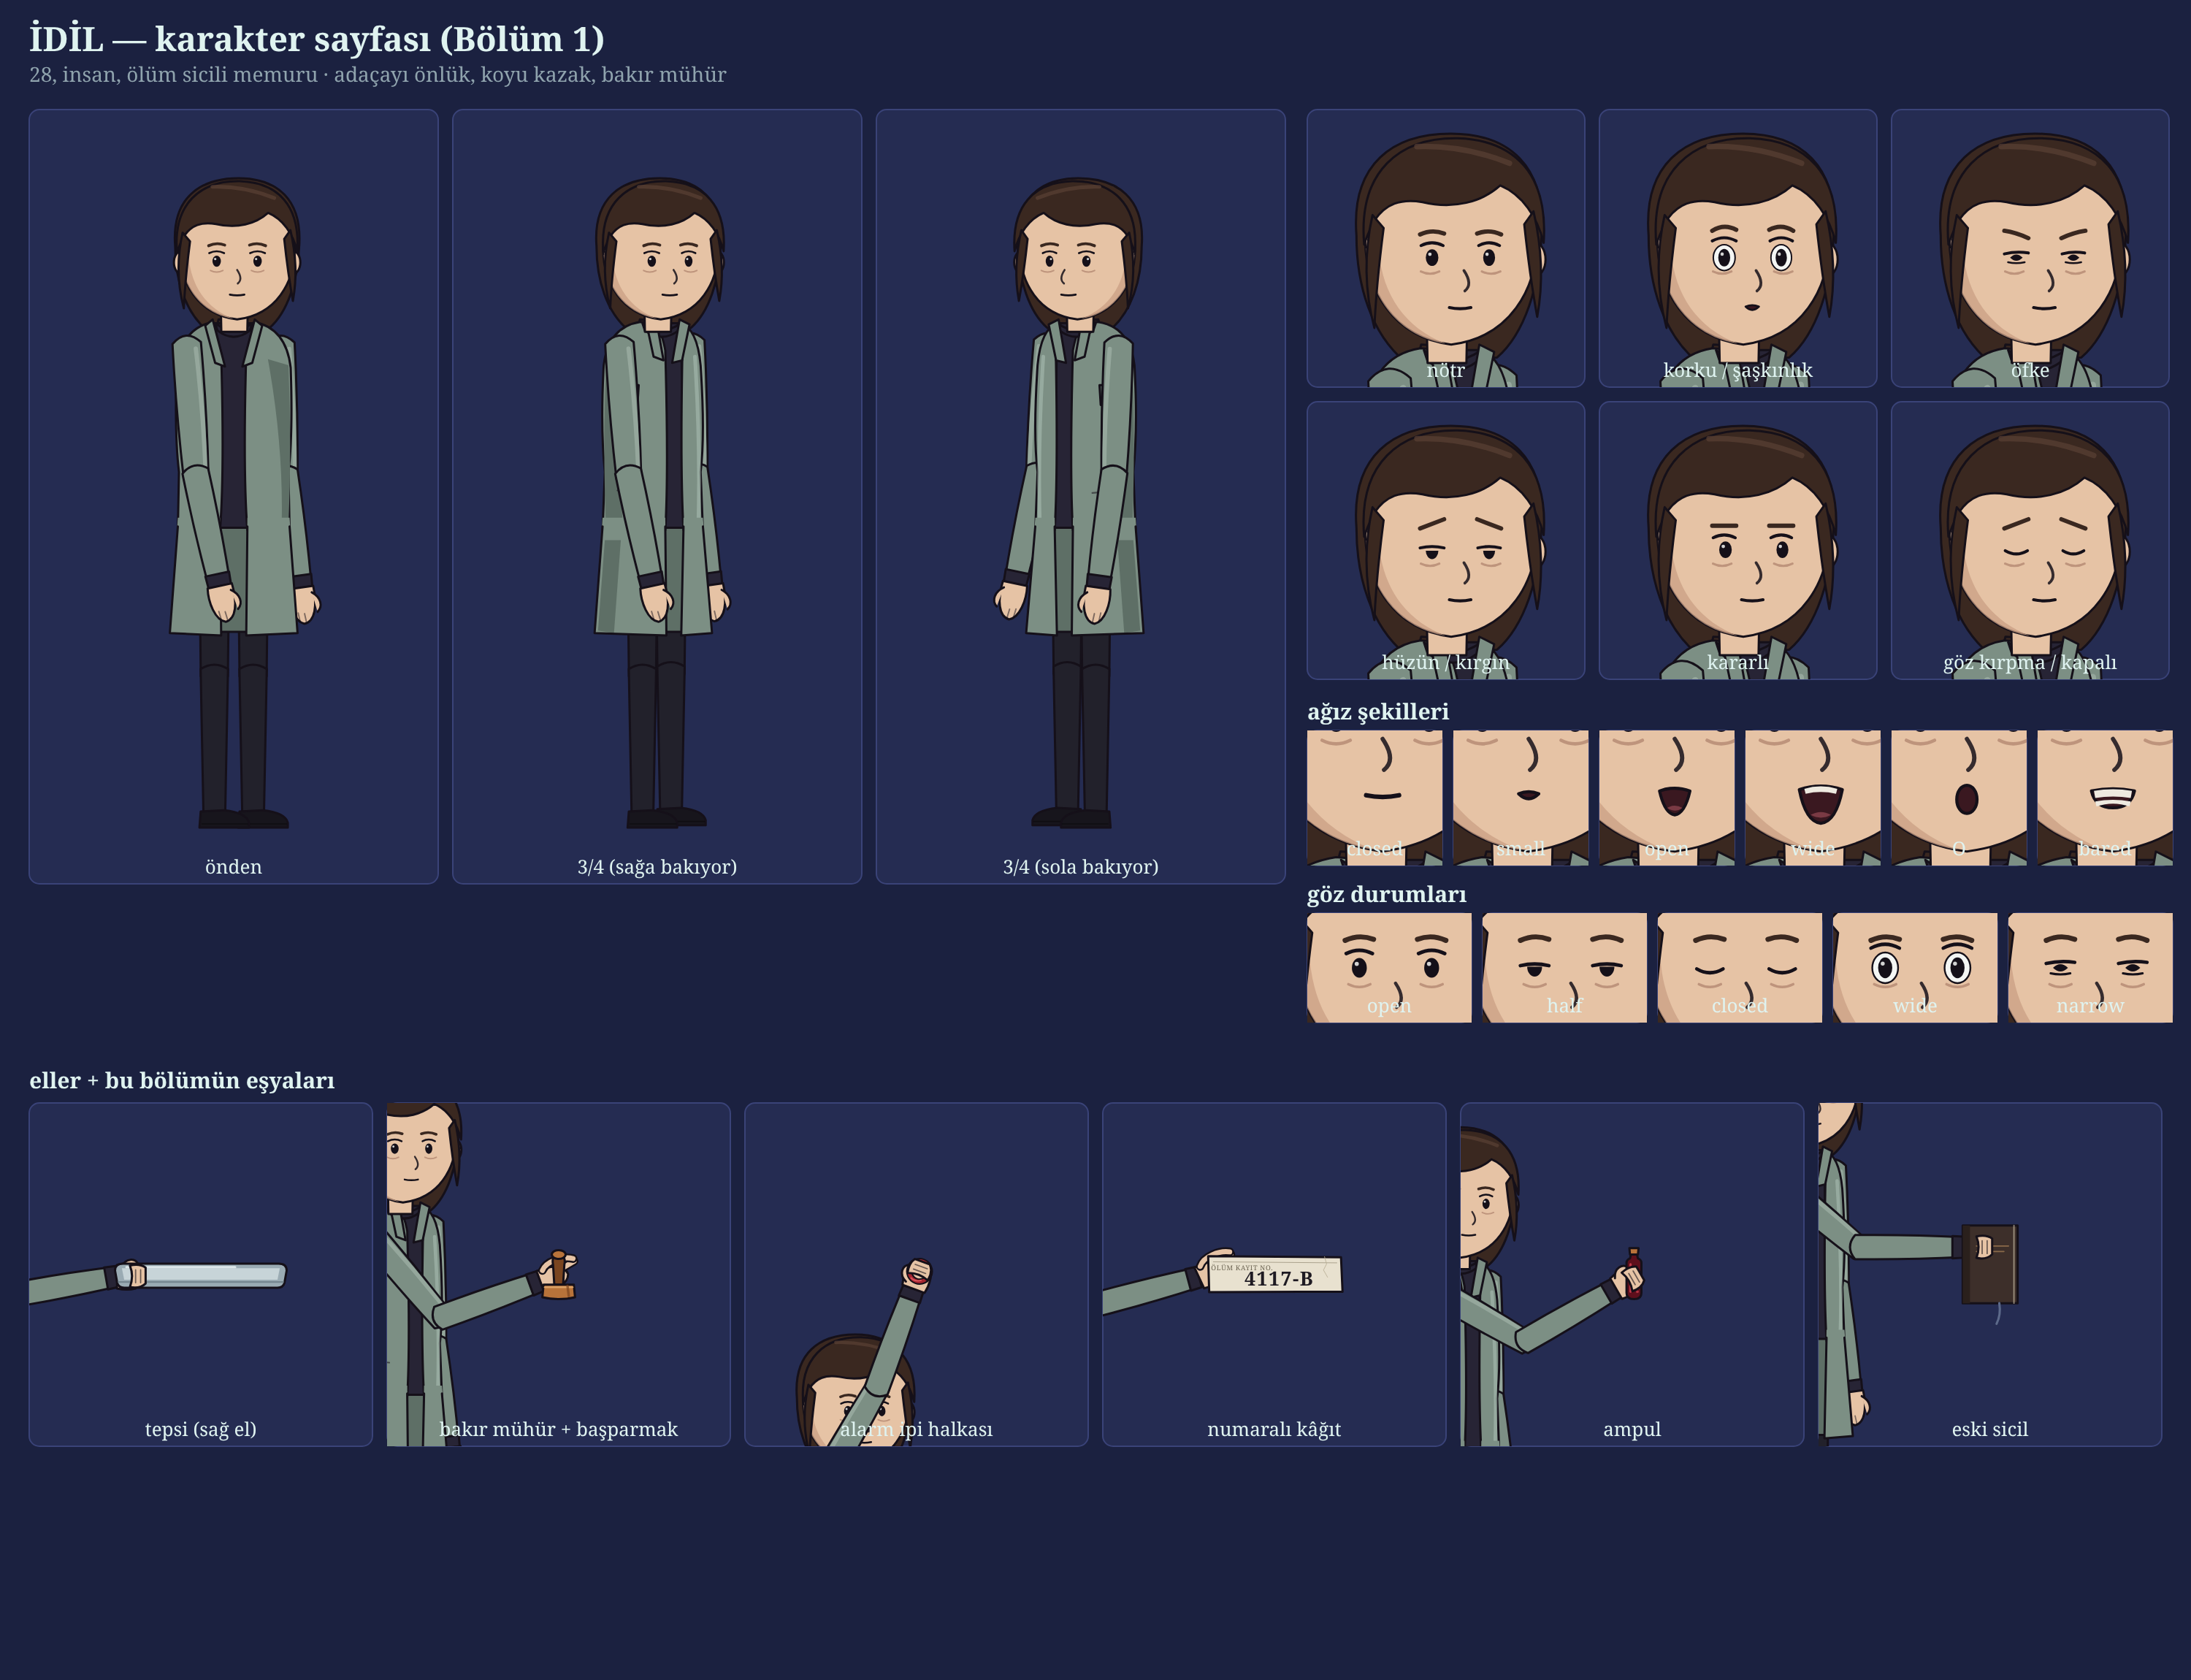 İDİL — karakter sayfası (Bölüm 1)
28, insan, ölüm sicili memuru · adaçayı önlük, koyu kazak, bakır mühür
önden
3/4 (sağa bakıyor)
3/4 (sola bakıyor)
nötr
korku / şaşkınlık
öfke
hüzün / kırgın
kararlı
göz kırpma / kapalı
ağız şekilleri
closed
small
open
wide
O
bared
göz durumları
open
half
closed
wide
narrow
eller + bu bölümün eşyaları
tepsi (sağ el)
bakır mühür + başparmak
alarm ipi halkası
ÖLÜM KAYIT NO.
4117-B
numaralı kâğıt
ampul
eski sicil